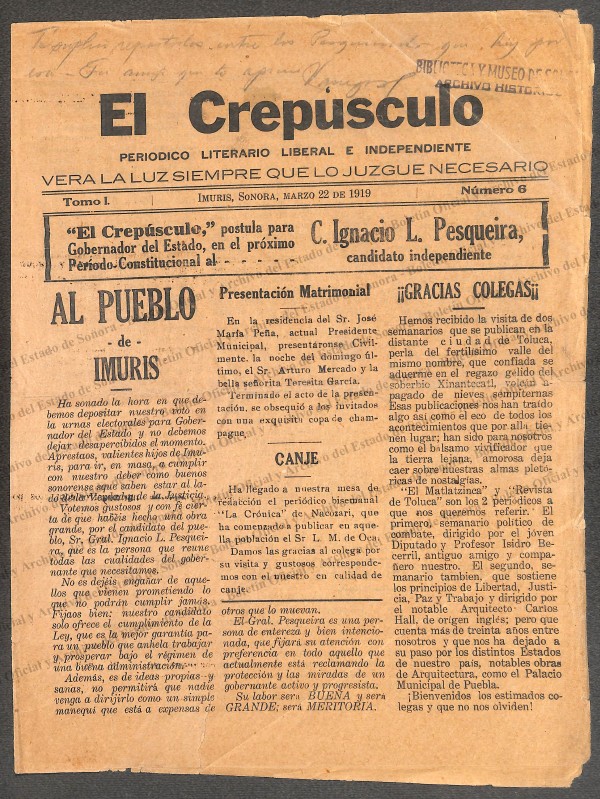 BIBLIOTECA Y MUSEO DE
ARCHIVO HISTORICO
El Crepúsculo
PERIODICO LITERARIO LIBERAL E INDEPENDIENTE
VERA LA LUZ SIEMPRE QUE LO JUZGUE NECESARIO
Tomo I. IMURIS, SONORA, MARZO 22 DE 1919 Número 6
"El Crepúsculo," postula para
Gobernador del Estado, en el próximo
Período Constitucional al
C. Ignacio L. Pesqueira,
candidato independiente
AL PUEBLO
- de -
IMURIS
Ha sonado la hora en que de-
bemos depositar nuestro voto en
la urnas electorales para Gober-
nador del Estado y no debemos
dejar desapercibidos el momento.
Aprestaos, valientes hijos de Imu-
ris, para ir, en masa, a cumplir
con nuestro deber como buenos
sonorense que saben estar al la-
do de la Verdad de la Justicia.
Votemos gustosos y con fé cier-
ta de que habéis hecho una obra
grande, por el candidato del pue-
blo, Sr. Gral. Ignacio L. Pesquei-
ra, que es la persona que reune
todas las cualidades del gober-
nante que necesitamos.
No es dejéis engañar de aque-
llos que vienen prometiendo lo
que no podrán cumplir jamás.
Fijaos bien: nuestro candidato
solo ofrece el cumplimiento de la
Ley, que es la mejor garantía pa-
ra un pueblo que anhela trabajar
y prosperar bajo el régimen de
una buena administración.
Además, es de ideas propias y
sanas, no permitirá que nadie
venga a dirijirlo como un simple
manequí que está a expensas de
Presentación Matrimonial
En la residencia del Sr. José
María Peña, actual Presidente
Municipal, presentáronse Civil-
mente. la noche del domingo úl-
timo, el Sr. Arturo Mercado y la
bella señorita Teresita García.
Terminado el acto de la presenta-
ción, se obsequió a los invitados
con una exquisita copa de cham-
pagne.
CANJE
Ha llegado a nuestra mesa de
redacción el periódico bisemanal
"La Crónica" de Nacozari, que
ha comenzado a publicar en aque-
lla población el Sr L. M. de Oca.
Damos las gracias al colega por
su visita y gustosos correspode-
mos con el nuestro en calidad de
canje.
otros que lo muevan.
El Gral. Pesqueira es una per-
sona de entereza y bien intencio-
nada, que fijará su atención con
preferencia en todo aquello que
actualmente está reclamando la
protección y las miradas de un
gobernante activo y progresista.
Su labor será BUENA y será
GRANDE; será MERITORIA.
¡¡GRACIAS COLEGAS¡¡
Hemos recibido la visita de dos
semanarios que se publican en la
distante ciudad de Toluca,
perla del fertilísimo valle del
mismo nombre, que confiada se
aduerme en el regazo gélido del
soberbio Xinantecatl, volcán a-
pagado de nieves sempiternas
Esas publicaciones nos han traído
algo así como el eco de todos los
acontecimientos que por alla tie-
nen lugar; han sido para nosotros
como el bálsamo vivificador que
la tierra lejana, amorosa deja
caer sobre nuestras almas pletó-
ricas de nostalgias.
"El Matlatzinca" y "Revista
de Toluca" son los 2 periódicos a
que nos queremos referir. El
primero, semanario político de
combate, dirigido por el jóven
Diputado y Profesor Isidro Be-
cerril, antiguo amigo y compa-
ñero nuestro. El segundo, se-
manario tambien, que sostiene
los principios de Libertad, Justicia,
Paz y Trabajo y dirigido por
el notable Arquitecto Carlos
Hall, de origen inglés; pero que
cuenta más de treinta años entre
nosotros y que nos ha dejado a
su paso por los distintos Estados
de nuestro país, notables obras
de Arquitectura, como el Palacio
Municipal de Puebla.
¡Bienvenidos los estimados co-
legas y que no nos olviden!